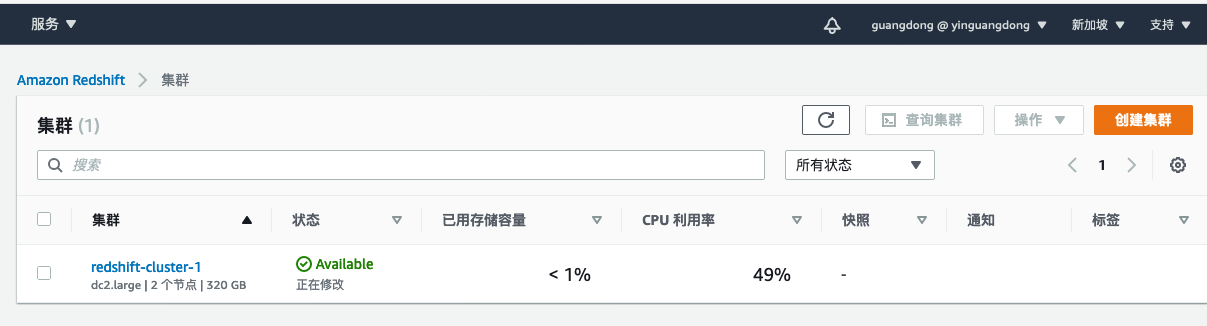 服务 guangdong @ yinguangdong 新加坡 支持
Amazon Redshift 集群
集群 (1) 查询集群 操作 创建集群
搜索 所有状态 1
集群 状态 已用存储容量 CPU 利用率 快照 通知 标签
redshift-cluster-1 Available < 1% 49% -
dc2.large | 2 个节点 | 320 GB 正在修改